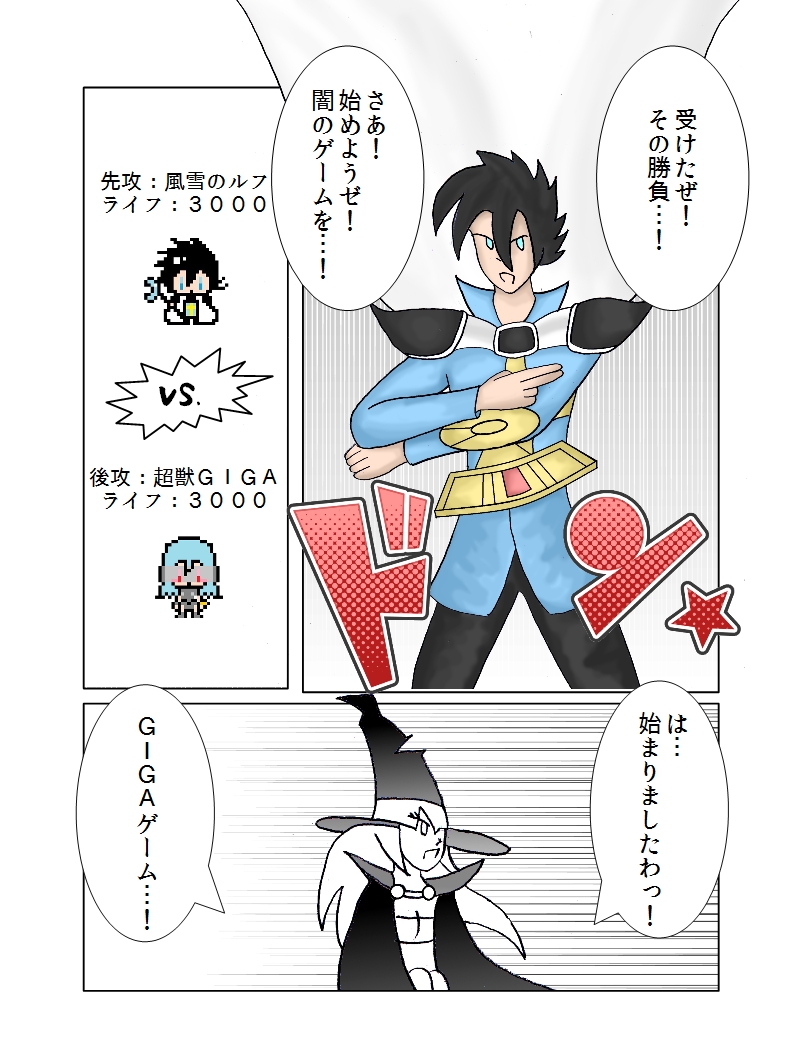 受けたぜ！
その勝負…！
さあ！
始めようゼ！
闇のゲームを…！
ドン
先攻：風雪のルフ
ライフ：３０００
VS.
後攻：超獣ＧＩＧＡ
ライフ：３０００
は…
始まりましたわっ！
ＧＩＧＡゲーム…！